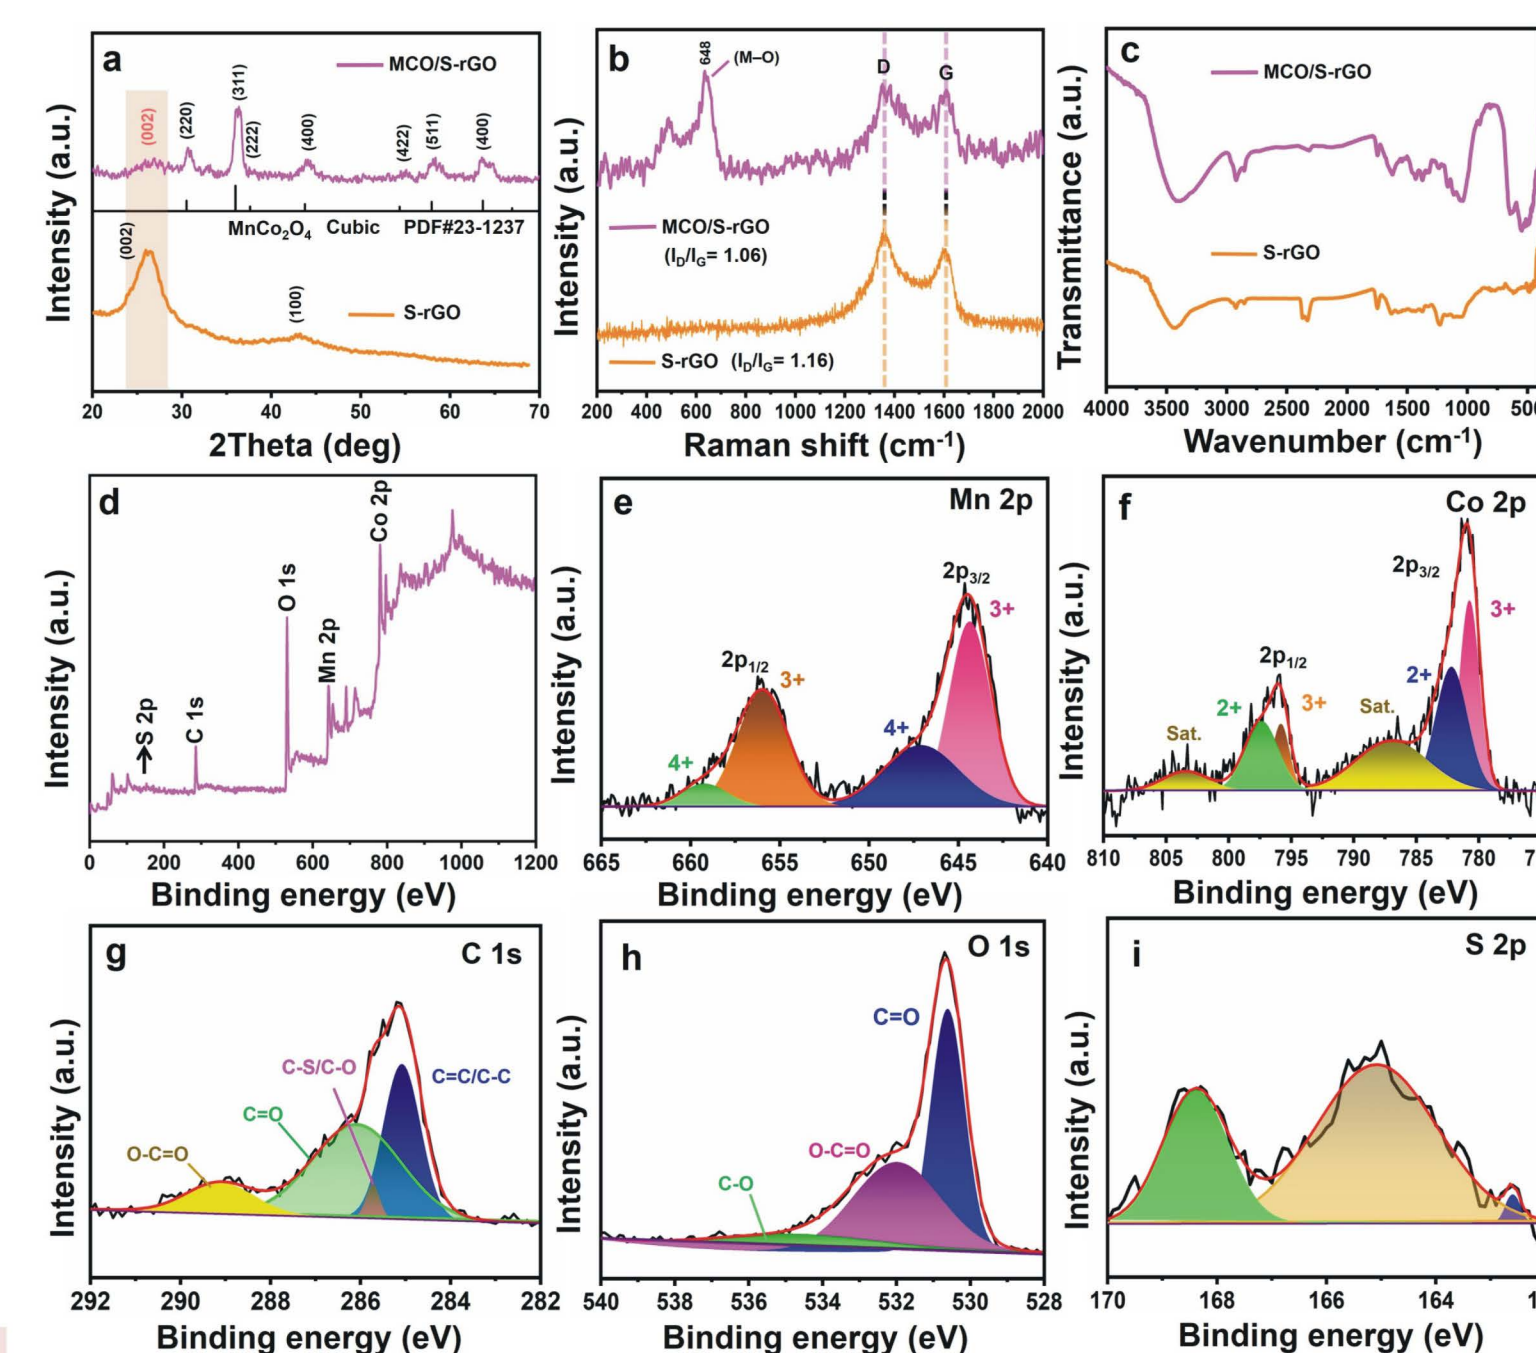 a
MCO/S-rGO
(002)
(220)
(311)
(222)
(400)
(422)
(511)
(400)
MnCo₂O₄ Cubic PDF#23-1237
(002)
(100)
S-rGO
Intensity (a.u.)
20 30 40 50 60 70
2Theta (deg)
b
648
(M–O)
D
G
MCO/S-rGO
(I_D/I_G= 1.06)
S-rGO (I_D/I_G= 1.16)
Intensity (a.u.)
200 400 600 800 1000 1200 1400 1600 1800 2000
Raman shift (cm⁻¹)
c
MCO/S-rGO
S-rGO
Transmittance (a.u.)
4000 3500 3000 2500 2000 1500 1000
Wavenumber (cm⁻¹)
d
S 2p
C 1s
O 1s
Mn 2p
Co 2p
Intensity (a.u.)
0 200 400 600 800 1000 1200
Binding energy (eV)
e
Mn 2p
2p₃/₂
3+
2p₁/₂
3+
4+
4+
Intensity (a.u.)
665 660 655 650 645 640
Binding energy (eV)
f
Co 2p
2p₃/₂
3+
2+
2p₁/₂
2+
3+
Sat.
Sat.
Intensity (a.u.)
810 805 800 795 790 785 780
Binding energy (eV)
g
C 1s
C-S/C-O
C=C/C-C
C=O
O-C=O
Intensity (a.u.)
292 290 288 286 284 282
Binding energy (eV)
h
O 1s
C=O
O-C=O
C-O
Intensity (a.u.)
540 538 536 534 532 530 528
Binding energy (eV)
i
S 2p
Intensity (a.u.)
170 168 166 164
Binding energy (eV)